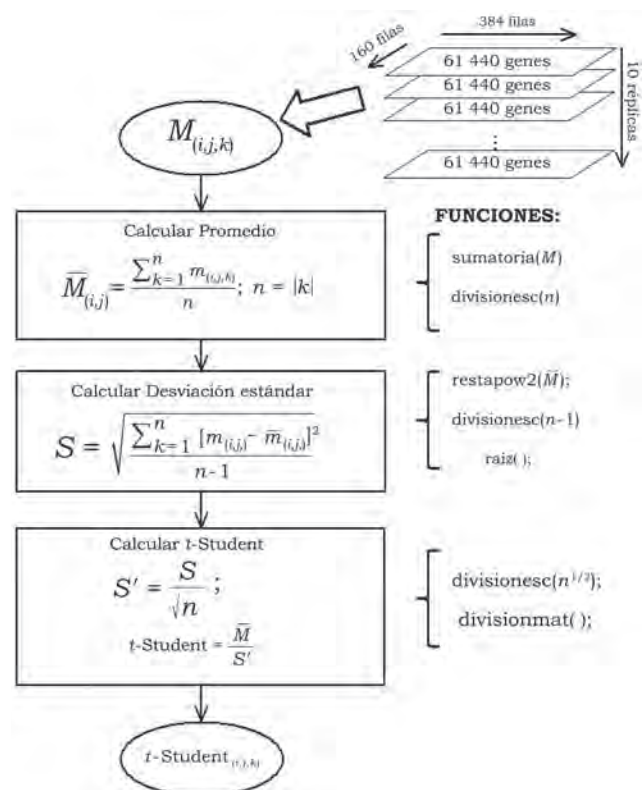 384 filas
160 filas
61 440 genes
61 440 genes
61 440 genes
⋮
61 440 genes
10 réplicas
M(i,j,k)
FUNCIONES:
Calcular Promedio
M̅(i,j) = ∑ⁿₖ₌₁ m(i,j,k) / n ; n = |k|
sumatoria(M)
divisionesc(n)
Calcular Desviación estándar
S = √( ∑ⁿₖ₌₁ [m(i,j,) − m̅(i,j,)]² / n-1 )
restapow2(M̅);
divisionesc(n-1)
raiz( );
Calcular t-Student
S′ = S / √n ;
t-Student = M̅ / S′
divisionesc(n^1/2);
divisionmat( );
t-Student(i,j,k)